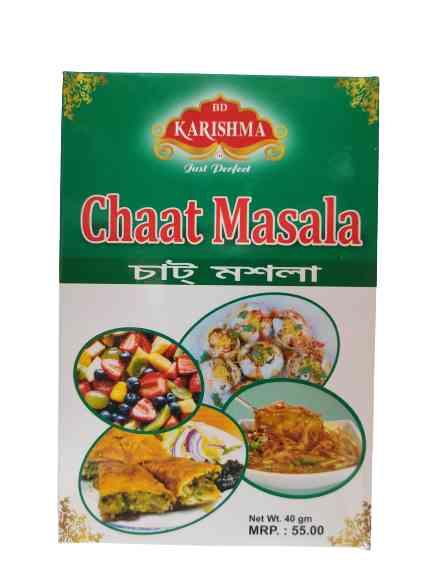 BD
KARISHMA
Just Perfect
Chaat Masala
চাট্ মশলা
Net Wt. 40 gm
MRP. : 55.00